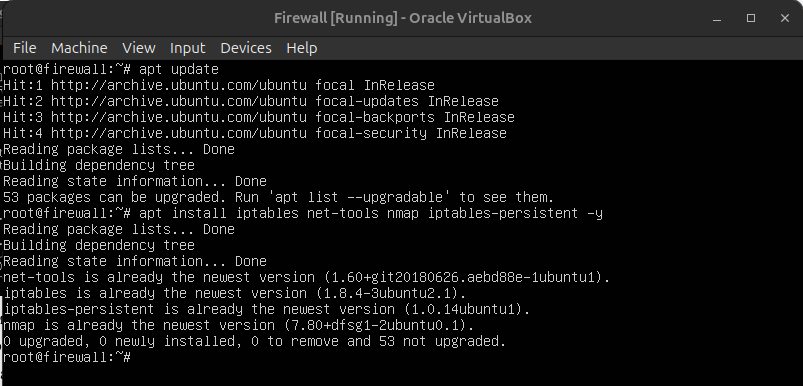 Firewall [Running] - Oracle VirtualBox
File Machine View Input Devices Help
root@firewall:~# apt update
Hit:1 http://archive.ubuntu.com/ubuntu focal InRelease
Hit:2 http://archive.ubuntu.com/ubuntu focal-updates InRelease
Hit:3 http://archive.ubuntu.com/ubuntu focal-backports InRelease
Hit:4 http://archive.ubuntu.com/ubuntu focal-security InRelease
Reading package lists... Done
Building dependency tree
Reading state information... Done
53 packages can be upgraded. Run 'apt list --upgradable' to see them.
root@firewall:~# apt install iptables net-tools nmap iptables-persistent -y
Reading package lists... Done
Building dependency tree
Reading state information... Done
net-tools is already the newest version (1.60+git20180626.aebd88e-1ubuntu1).
iptables is already the newest version (1.8.4-3ubuntu2.1).
iptables-persistent is already the newest version (1.0.14ubuntu1).
nmap is already the newest version (7.80+dfsg1-2ubuntu0.1).
0 upgraded, 0 newly installed, 0 to remove and 53 not upgraded.
root@firewall:~#